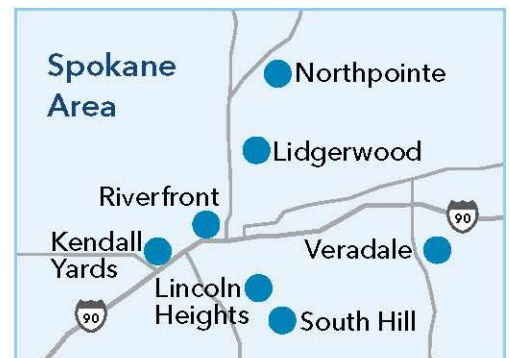 Spokane
Area
Northpointe
Lidgerwood
Riverfront
90
Kendall
Yards
Veradale
Lincoln
Heights
90
South Hill